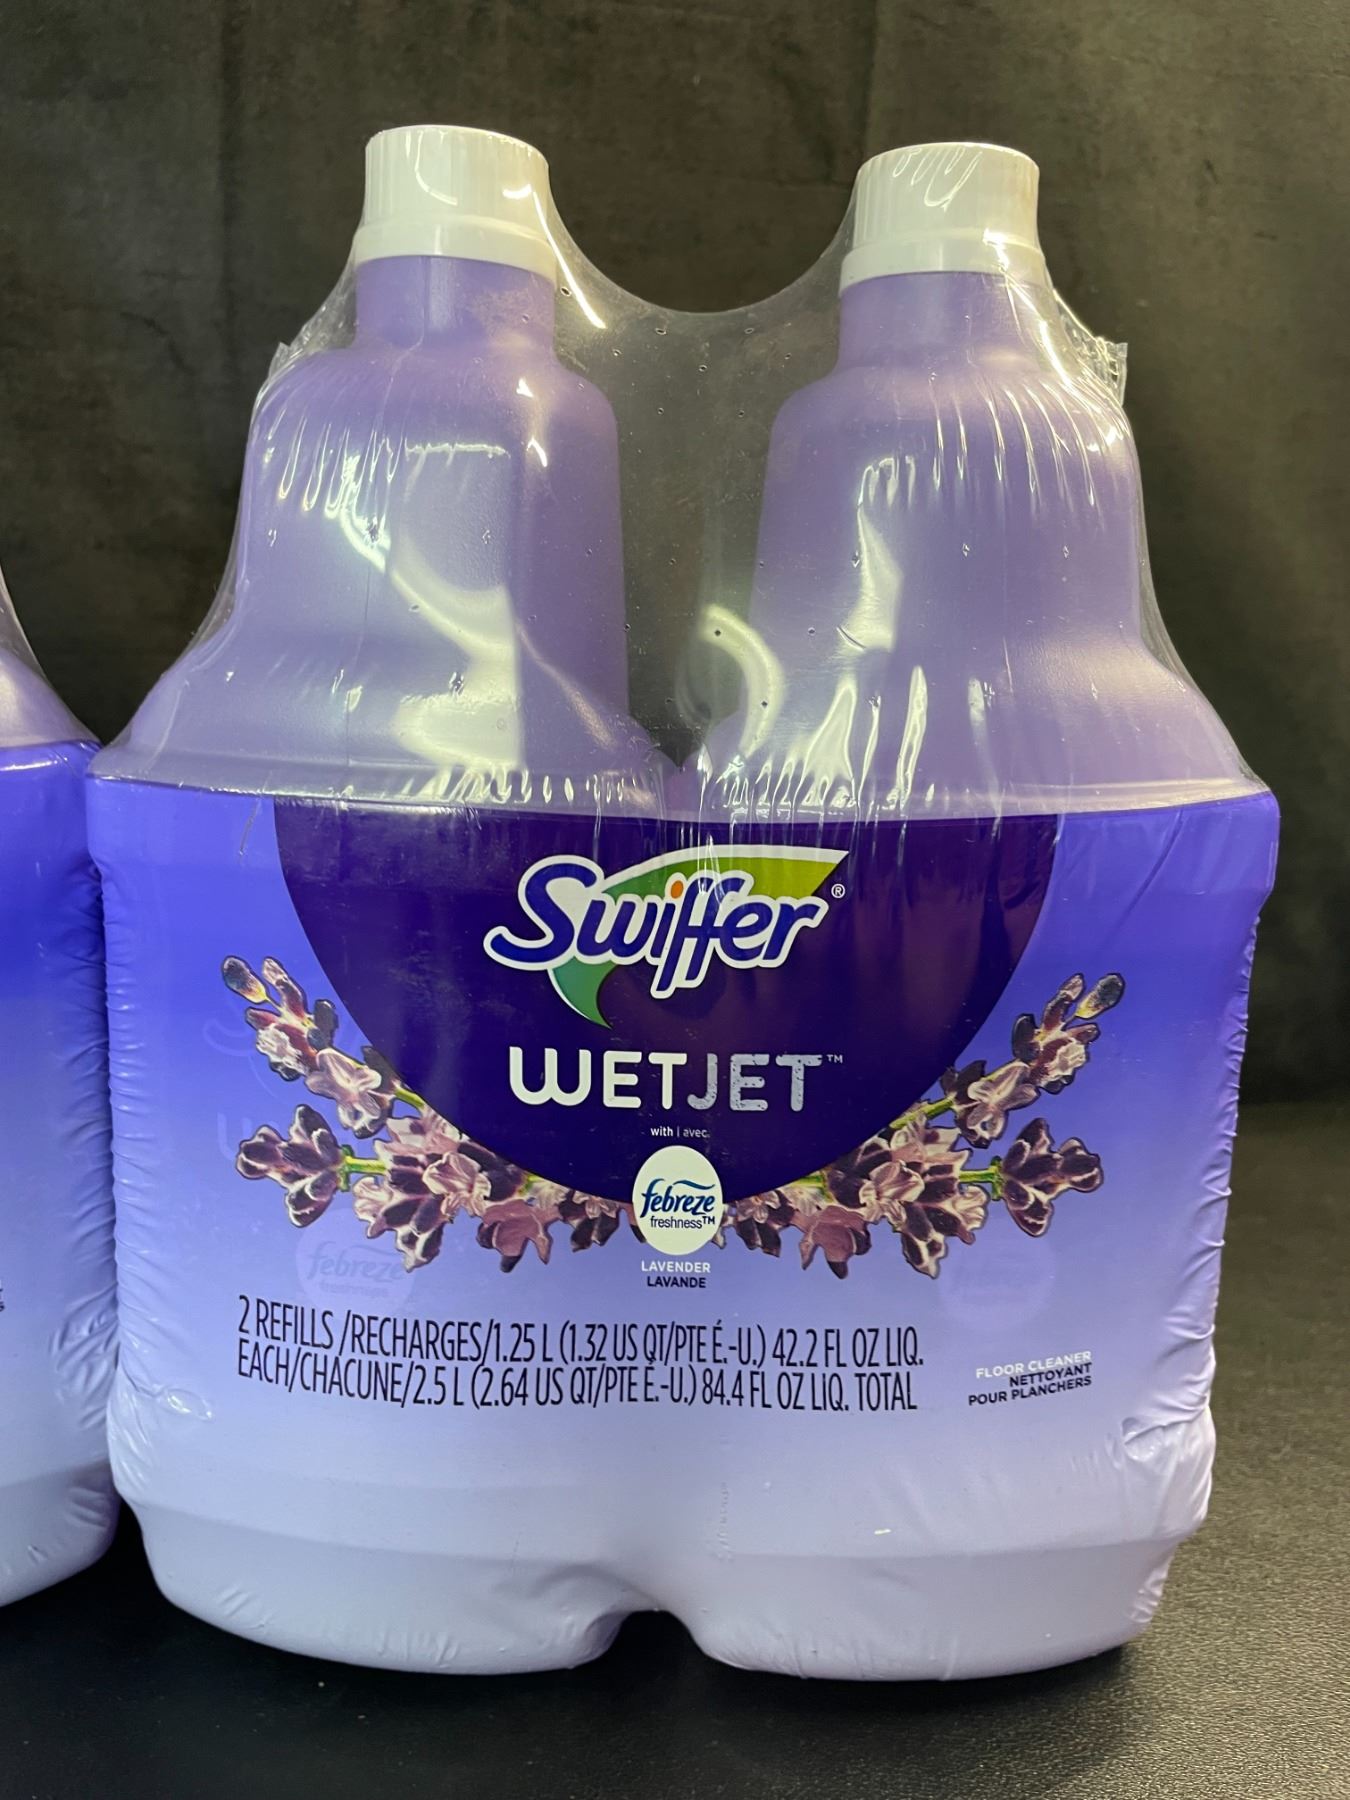 Swiffer®
WETJET™
with | avec
febreze
freshness™
LAVENDER
LAVANDE
2 REFILLS /RECHARGES/1.25 L (1.32 US QT/PTE É.-U.) 42.2 FL OZ LIQ.
EACH/CHACUNE/2.5 L (2.64 US QT/PTE É.-U.) 84.4 FL OZ LIQ. TOTAL
FLOOR CLEANER
NETTOYANT
POUR PLANCHERS
febreze
freshness